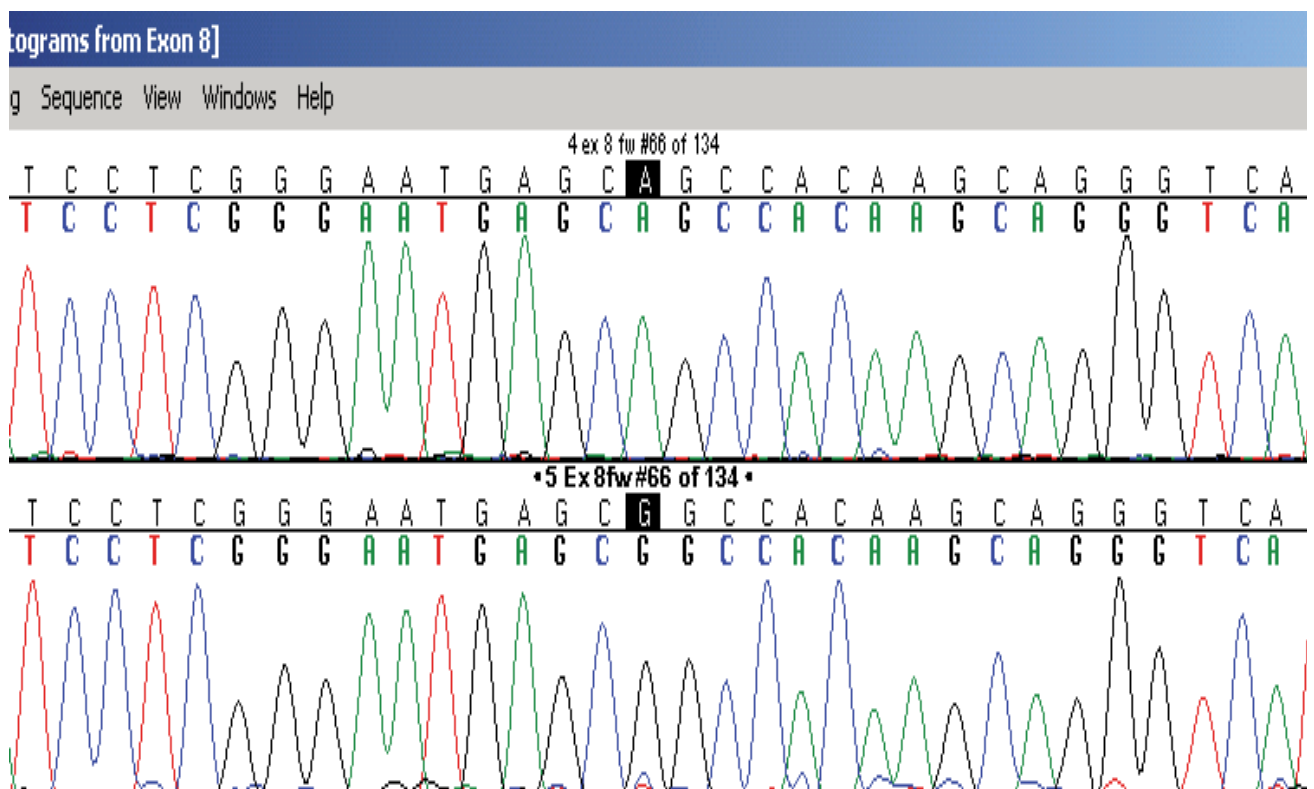 tograms from Exon 8]
g Sequence View Windows Help
4 ex 8 fw #66 of 134
T C C T C G G G A A T G A G C A G C C A C A A G C A G G G T C A
T C C T C G G G A A T G A G C A G C C A C A A G C A G G G T C A
•5 Ex 8fw #66 of 134 •
T C C T C G G G A A T G A G C G G C C A C A A G C A G G G T C A
T C C T C G G G A A T G A G C G G C C A C A A G C A G G G T C A